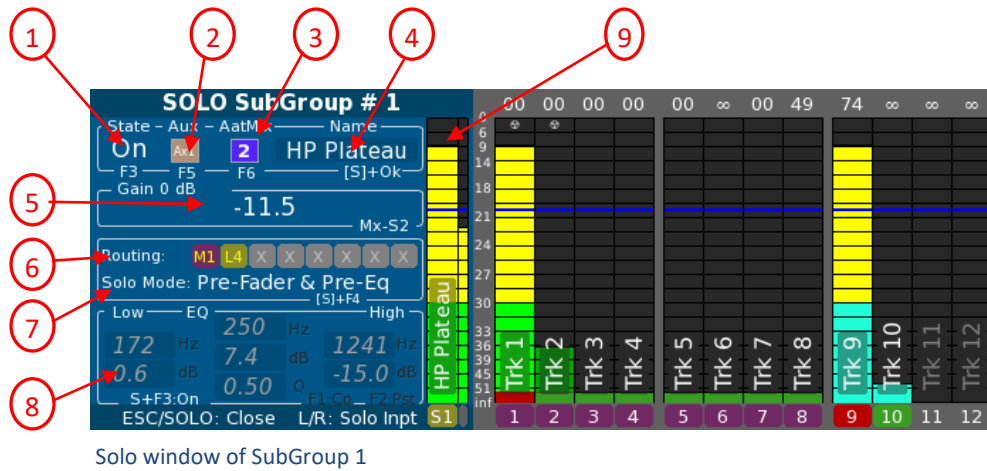 1 2 3 4 9
SOLO SubGroup # 1
State Aux AatMix Name
On Ax1 2 HP Plateau
F3 F5 F6 [S]+Ok
Gain 0 dB
5
-11.5
Mx-S2
6
Routing: M1 L4 X X X X X X
Solo Mode: Pre-Fader & Pre-Eq
[S]+F4
7
Low EQ High
172 Hz 250 Hz 1241 Hz
0.6 dB 7.4 dB -15.0 dB
0.50 Q
8
S+F3:On F1:Cp F2:Pst
ESC/SOLO: Close L/R: Solo Inpt
HP Plateau
S1
0
6
9
14
18
21
24
27
30
33
36
39
45
51
inf
00 00 00 00 00 ∞ 00 49 74 ∞ ∞ ∞
Trk 1 Trk 2 Trk 3 Trk 4 Trk 5 Trk 6 Trk 7 Trk 8 Trk 9 Trk 10 Trk 11 Trk 12
1 2 3 4 5 6 7 8 9 10 11 12
Solo window of SubGroup 1